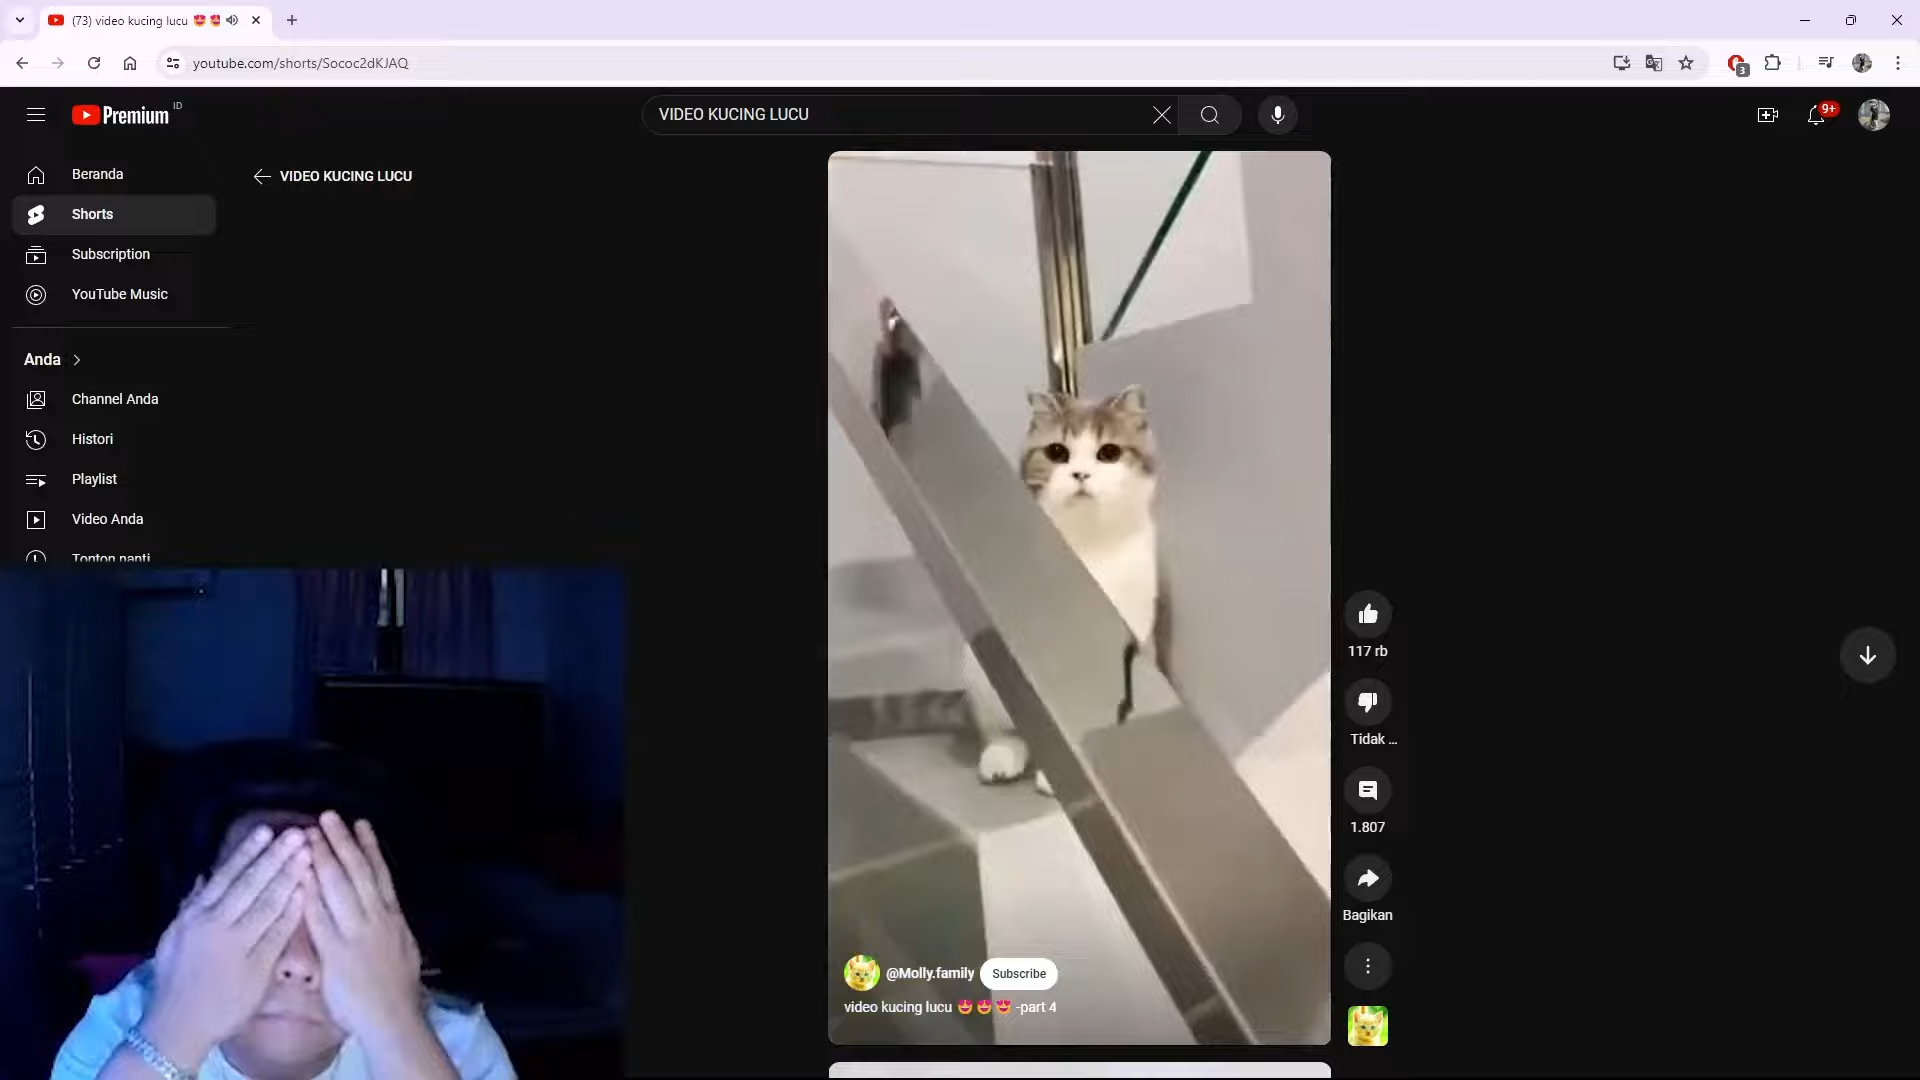 (73) video kucing lucu 😍😍
youtube.com/shorts/Sococ2dKJAQ
3
Premium ID
VIDEO KUCING LUCU
9+
Beranda
Shorts
Subscription
YouTube Music
Anda
Channel Anda
Histori
Playlist
Video Anda
Tonton nanti
VIDEO KUCING LUCU
117 rb
Tidak ...
1.807
Bagikan
@Molly.family
Subscribe
video kucing lucu 😍😍😍 -part 4